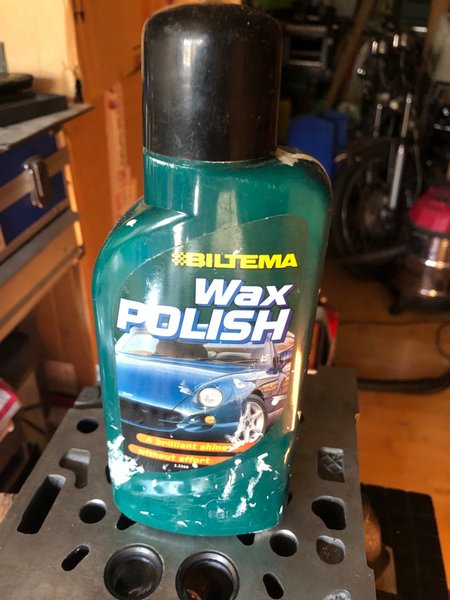 BILTEMA
Wax
POLISH
A brilliant shine
without effort